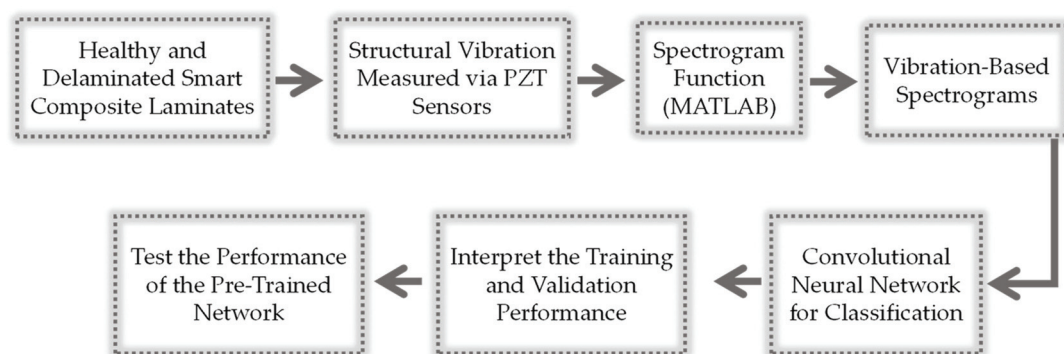 Healthy and
Delaminated Smart
Composite Laminates
Structural Vibration
Measured via PZT
Sensors
Spectrogram
Function
(MATLAB)
Vibration-Based
Spectrograms
Convolutional
Neural Network
for Classification
Interpret the Training
and Validation
Performance
Test the Performance
of the Pre-Trained
Network